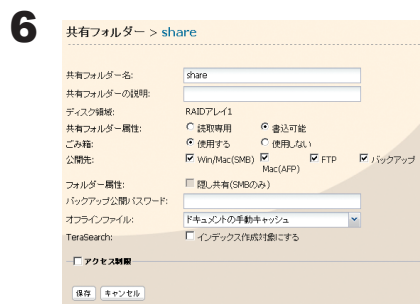 6
共有フォルダー > share
共有フォルダー名: share
共有フォルダーの説明:
ディスク領域: RAIDアレイ1
共有フォルダー属性: 読取専用 書込可能
ごみ箱: 使用する 使用しない
公開先: Win/Mac(SMB) Mac(AFP) FTP バックアップ
フォルダー属性: 隠し共有(SMBのみ)
バックアップ公開パスワード:
オフラインファイル: ドキュメントの手動キャッシュ
TeraSearch: インデックス作成対象にする
アクセス制限
保存 キャンセル